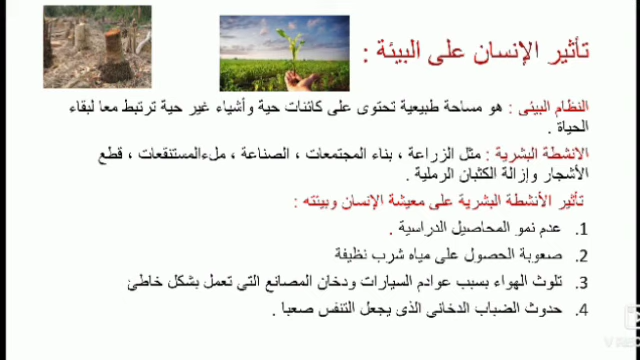 تأثير الإنسان على البيئة :
النظام البيئى : هو مساحة طبيعية تحتوى على كائنات حية وأشياء غير حية ترتبط معا لبقاء
الحياة .
الانشطة البشرية : مثل الزراعة ، بناء المجتمعات ، الصناعة ، ملءالمستنقعات ، قطع
الأشجار وإزالة الكثبان الرملية .
تأثير الأنشطة البشرية على معيشة الإنسان وبيئته :
1. عدم نمو المحاصيل الدراسية .
2. صعوبة الحصول على مياه شرب نظيفة
3. تلوث الهواء بسبب عوادم السيارات ودخان المصانع التى تعمل بشكل خاطئ
4. حدوث الضباب الدخانى الذى يجعل التنفس صعبا .